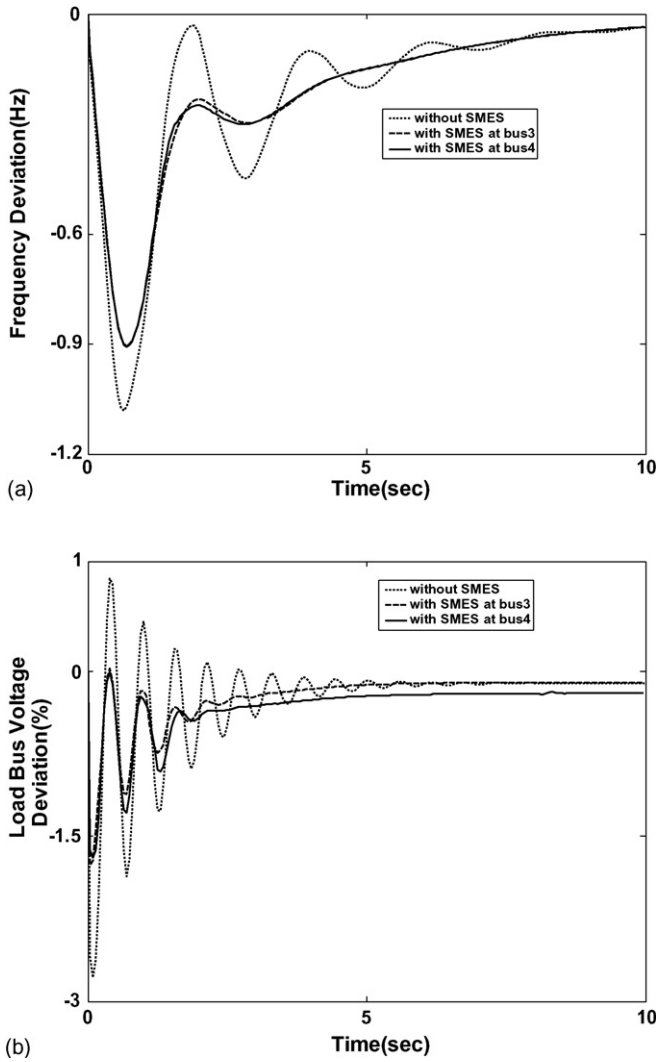 0
Frequency Deviation(Hz)
-0.6
-0.9
-1.2
without SMES
with SMES at bus3
with SMES at bus4
0
5
10
Time(sec)
(a)
1
0
Load Bus Voltage
Deviation(%)
-1.5
-3
without SMES
with SMES at bus3
with SMES at bus4
0
5
10
Time(sec)
(b)